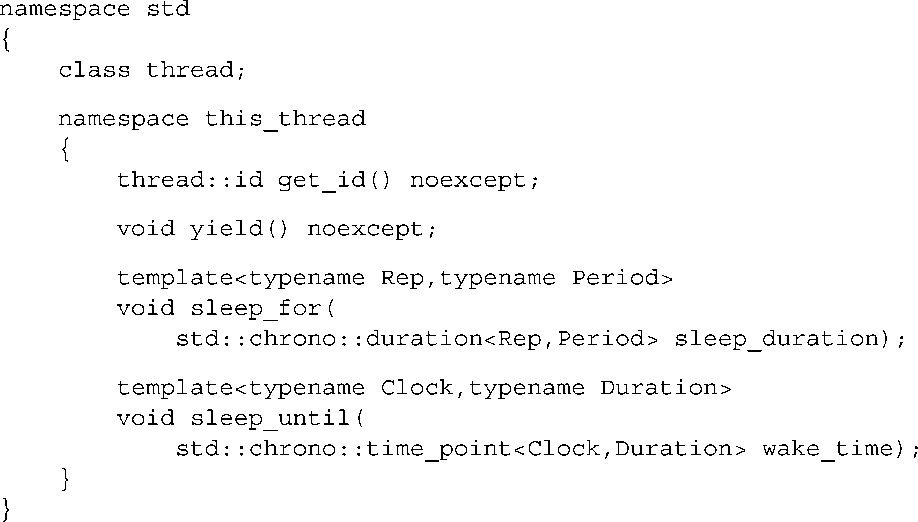 namespace std
{
    class thread;
    namespace this_thread
    {
        thread::id get_id() noexcept;
        void yield() noexcept;
        template<typename Rep,typename Period>
        void sleep_for(
            std::chrono::duration<Rep,Period> sleep_duration);
        template<typename Clock,typename Duration>
        void sleep_until(
            std::chrono::time_point<Clock,Duration> wake_time);
    }
}